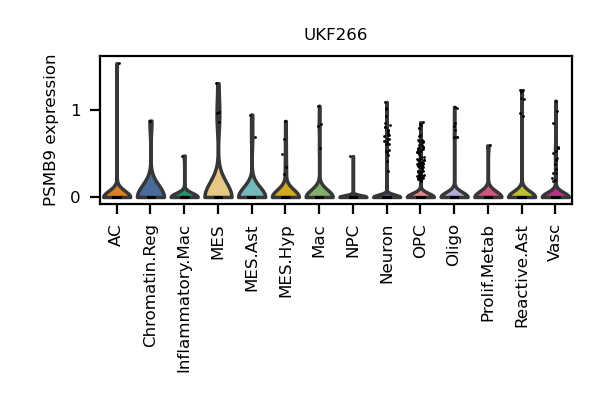 UKF266
PSMB9 expression
1
0
AC
Chromatin.Reg
Inflammatory.Mac
MES
MES.Ast
MES.Hyp
Mac
NPC
Neuron
OPC
Oligo
Prolif.Metab
Reactive.Ast
Vasc